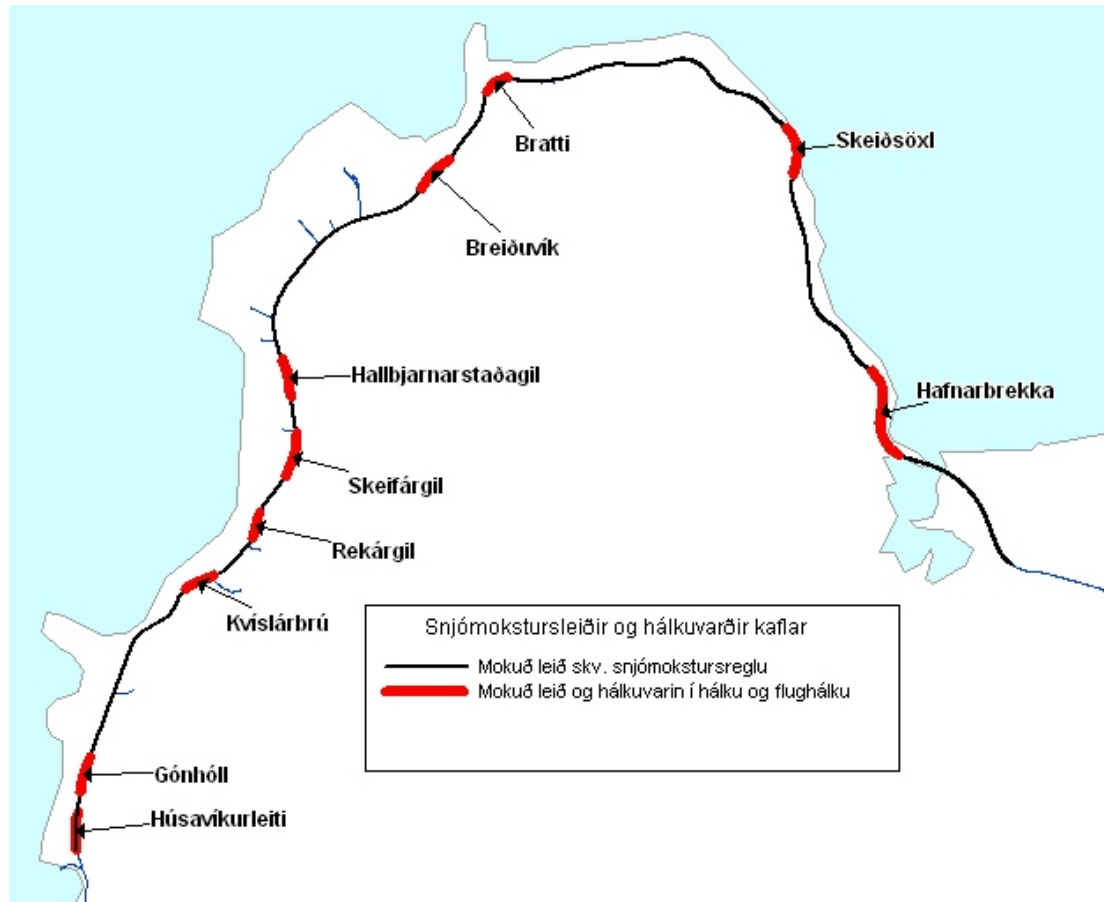 Bratti
Skeiðsöxl
Breiðuvík
Hallbjarnarstaðagil
Hafnarbrekka
Skeifárgil
Rekárgil
Kvíslárbrú
Snjómokstursleiðir og hálkuvarðir kaflar
Mokuð leið skv. snjómokstursreglu
Mokuð leið og hálkuvarin í hálku og flughálku
Gónhóll
Húsavíkurleiti